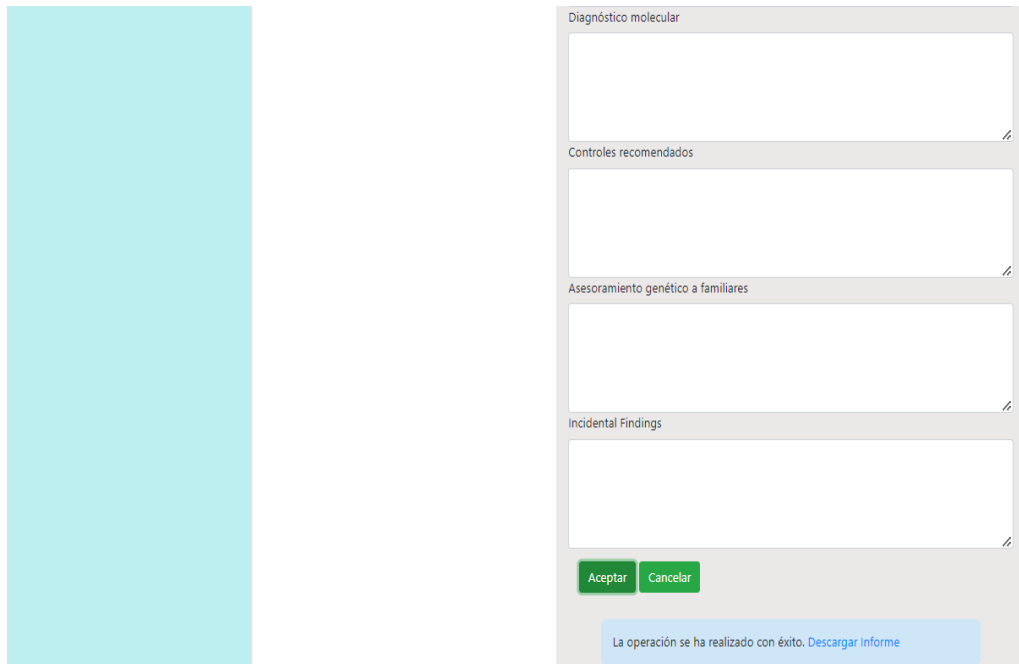 Diagnóstico molecular
Controles recomendados
Asesoramiento genético a familiares
Incidental Findings
Aceptar Cancelar
La operación se ha realizado con éxito. Descargar Informe